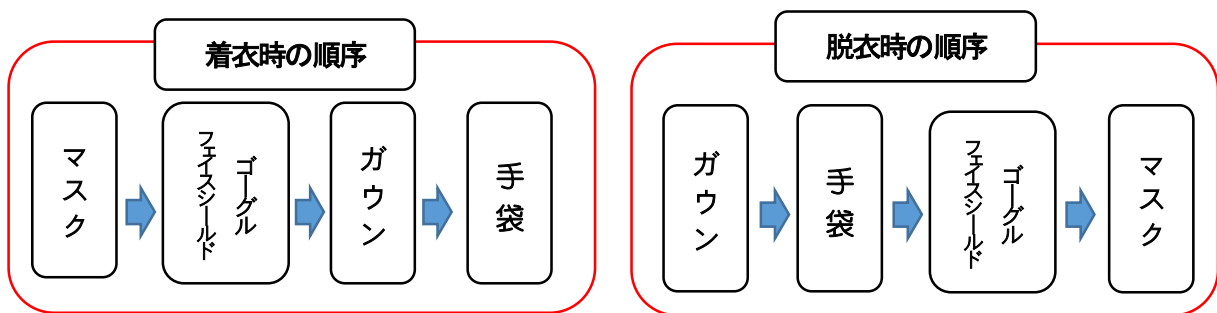 着衣時の順序
マスク
ゴーグル
フェイスシールド
ガウン
手袋
脱衣時の順序
ガウン
手袋
ゴーグル
フェイスシールド
マスク